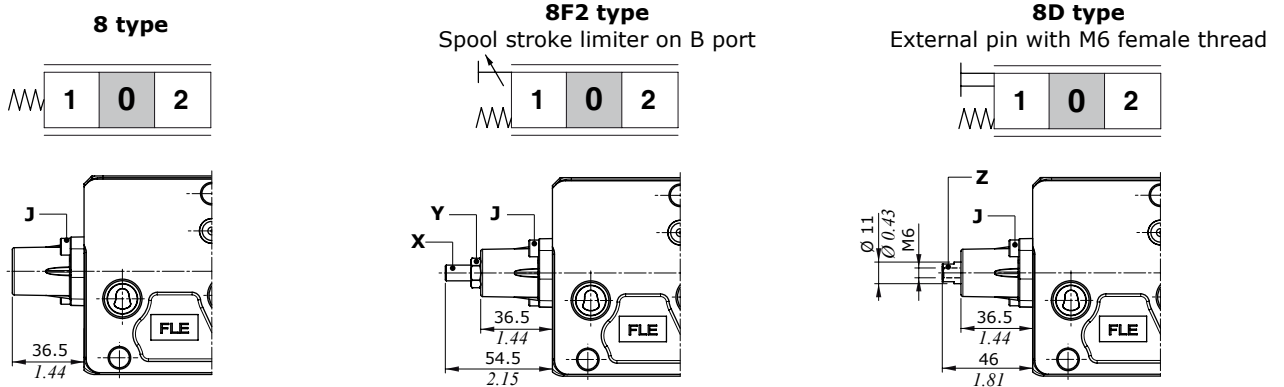 8 type
1 0 2
J
FLE
36.5
1.44
8F2 type
Spool stroke limiter on B port
1 0 2
Y J
X
FLE
36.5
1.44
54.5
2.15
8D type
External pin with M6 female thread
1 0 2
Z
J
Ø 11
Ø 0.43
M6
FLE
36.5
1.44
46
1.81